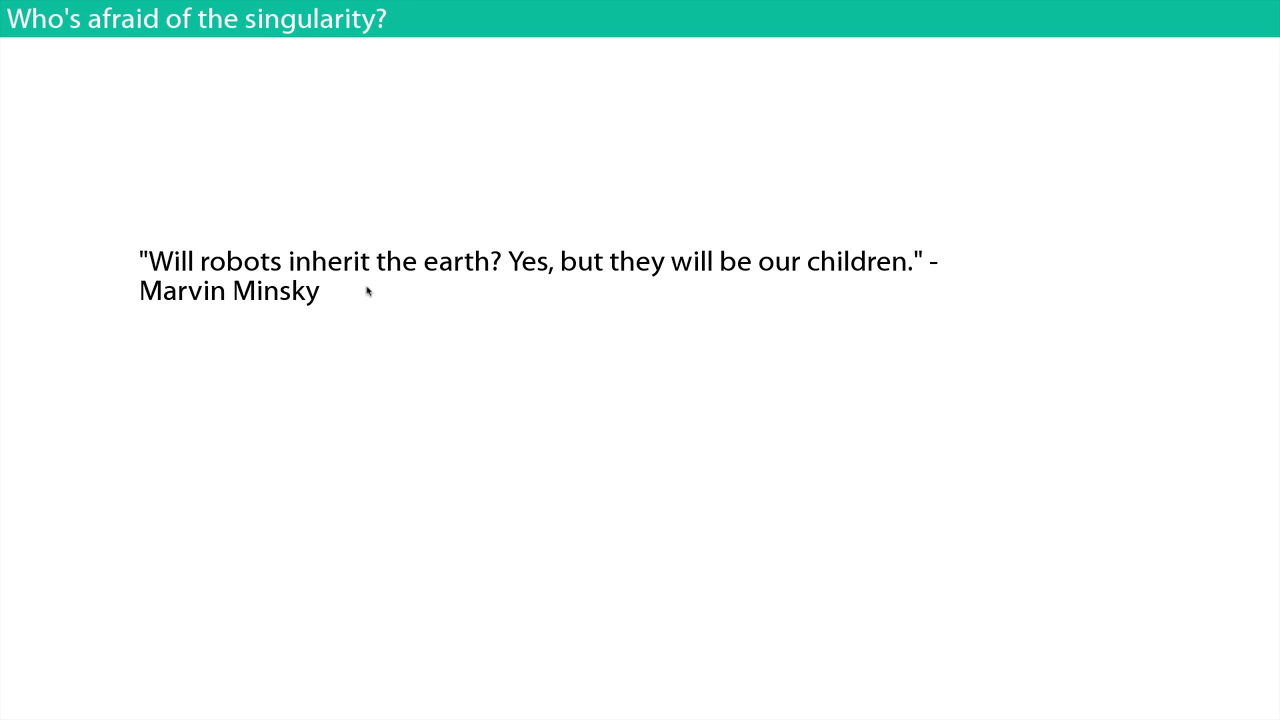 Who's afraid of the singularity?
"Will robots inherit the earth? Yes, but they will be our children." -
Marvin Minsky